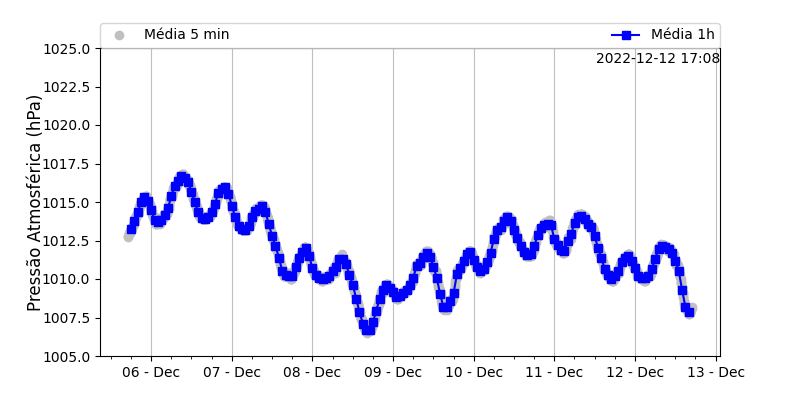 Média 5 min
Média 1h
2022-12-12 17:08
Pressão Atmosférica (hPa)
1025.0
1022.5
1020.0
1017.5
1015.0
1012.5
1010.0
1007.5
1005.0
06 - Dec
07 - Dec
08 - Dec
09 - Dec
10 - Dec
11 - Dec
12 - Dec
13 - Dec